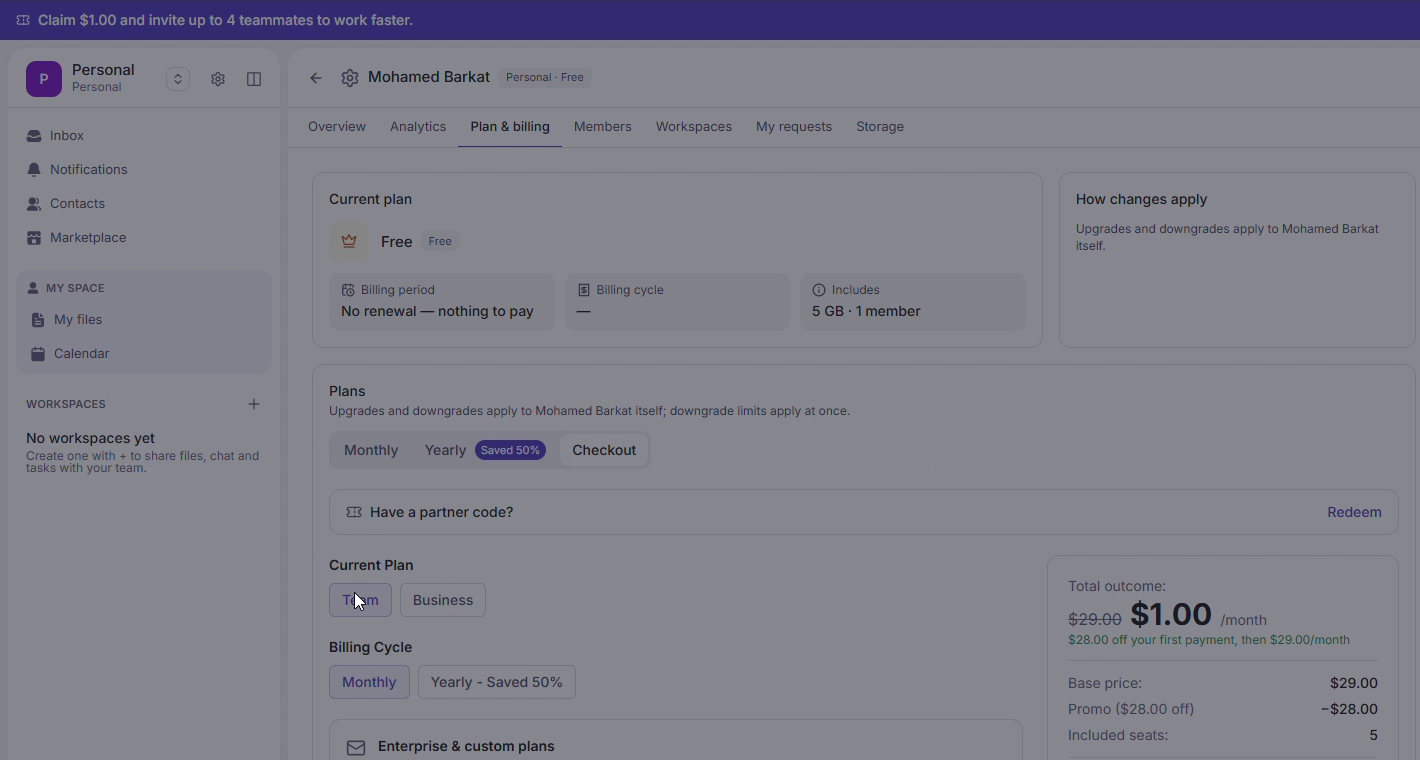 Claim $1.00 and invite up to 4 teammates to work faster.
P
Personal
Personal
Inbox
Notifications
Contacts
Marketplace
MY SPACE
My files
Calendar
WORKSPACES
No workspaces yet
Create one with + to share files, chat and
tasks with your team.
Mohamed Barkat
Personal · Free
Overview
Analytics
Plan & billing
Members
Workspaces
My requests
Storage
Current plan
Free
Free
Billing period
No renewal — nothing to pay
Billing cycle
—
Includes
5 GB · 1 member
How changes apply
Upgrades and downgrades apply to Mohamed Barkat
itself.
Plans
Upgrades and downgrades apply to Mohamed Barkat itself; downgrade limits apply at once.
Monthly
Yearly
Saved 50%
Checkout
Have a partner code?
Redeem
Current Plan
Team
Business
Billing Cycle
Monthly
Yearly - Saved 50%
Enterprise & custom plans
Total outcome:
$29.00 $1.00 /month
$28.00 off your first payment, then $29.00/month
Base price: $29.00
Promo ($28.00 off) −$28.00
Included seats: 5